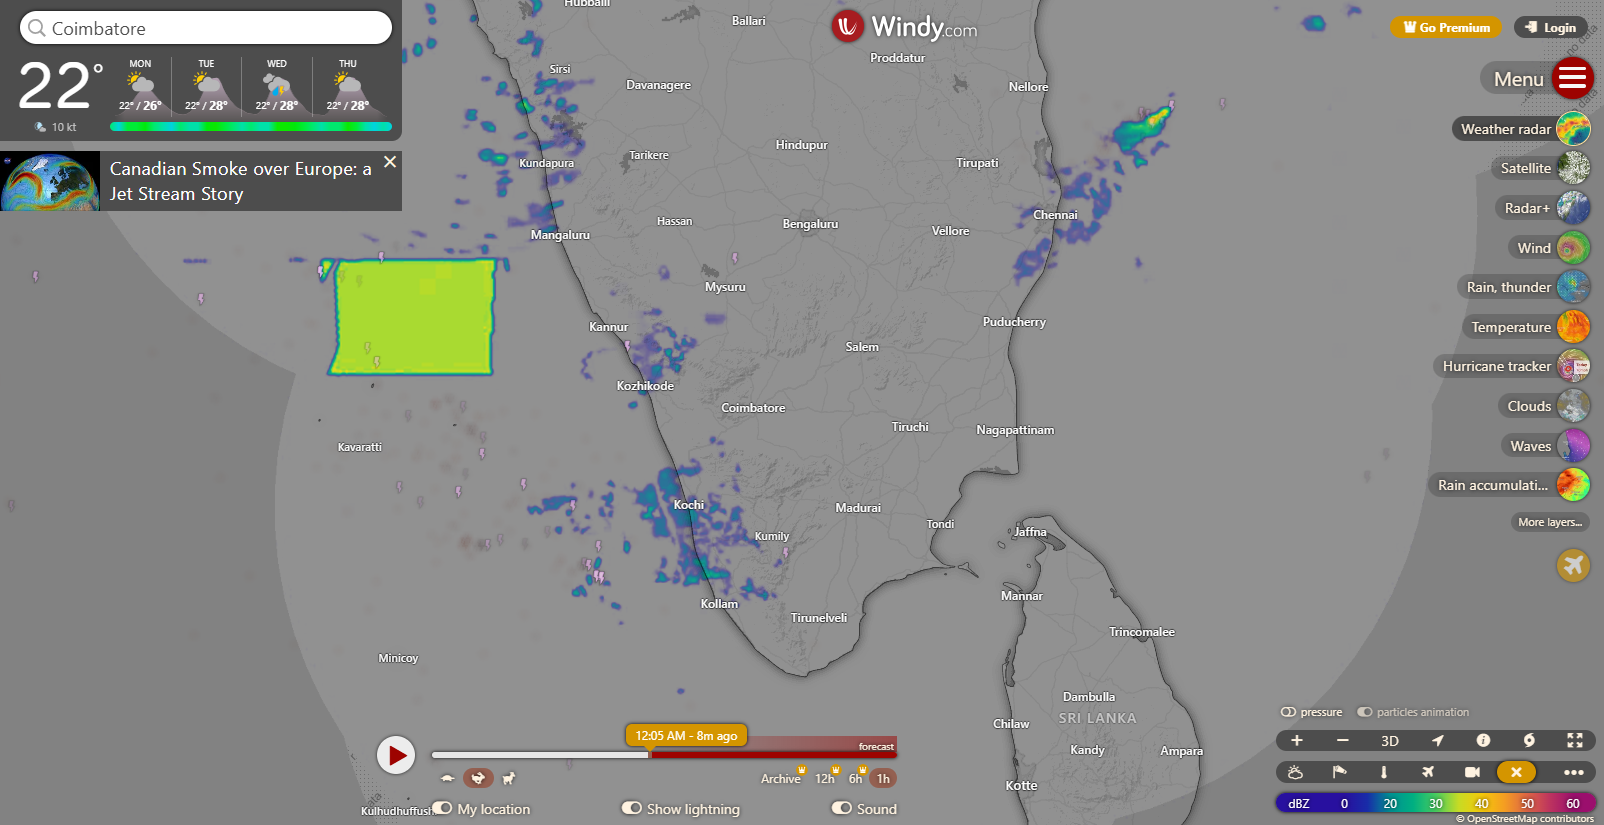 Coimbatore
22°
10 kt
MON
TUE
WED
THU
22° / 26°
22° / 28°
22° / 28°
22° / 28°
Canadian Smoke over Europe: a
Jet Stream Story
Windy.com
Go Premium
Login
Menu
no data
Weather radar
Satellite
Radar+
Wind
Rain, thunder
Temperature
Hurricane tracker
Clouds
Waves
Rain accumulati...
More layers...
Hubballi
Ballari
Proddatur
Sirsi
Davanagere
Nellore
Kundapura
Tarikere
Hindupur
Tirupati
Mangaluru
Hassan
Bengaluru
Vellore
Chennai
Mysuru
Kannur
Puducherry
Salem
Kozhikode
Coimbatore
Tiruchi
Nagapattinam
Kavaratti
Kochi
Madurai
Tondi
Kumily
Jaffna
Kollam
Tirunelveli
Mannar
Trincomalee
Minicoy
Dambulla
Chilaw
SRI LANKA
Kandy
Ampara
Kotte
Kulhudhuffushi
12:05 AM - 8m ago
forecast
Archive
12h
6h
1h
My location
Show lightning
Sound
pressure
particles animation
3D
dBZ 0 20 30 40 50 60
© OpenStreetMap contributors